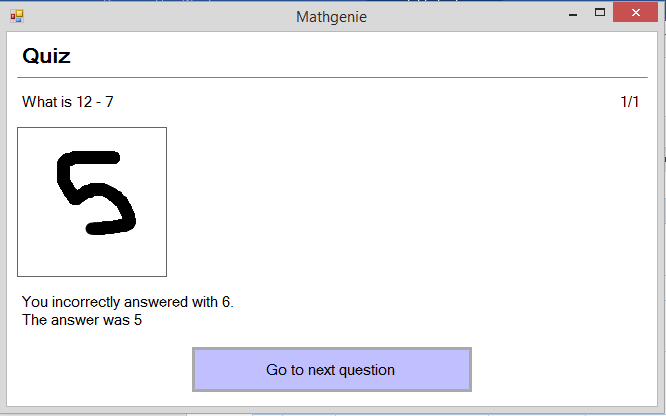 Mathgenie
Quiz
What is 12 - 7
1/1
5
You incorrectly answered with 6.
The answer was 5
Go to next question